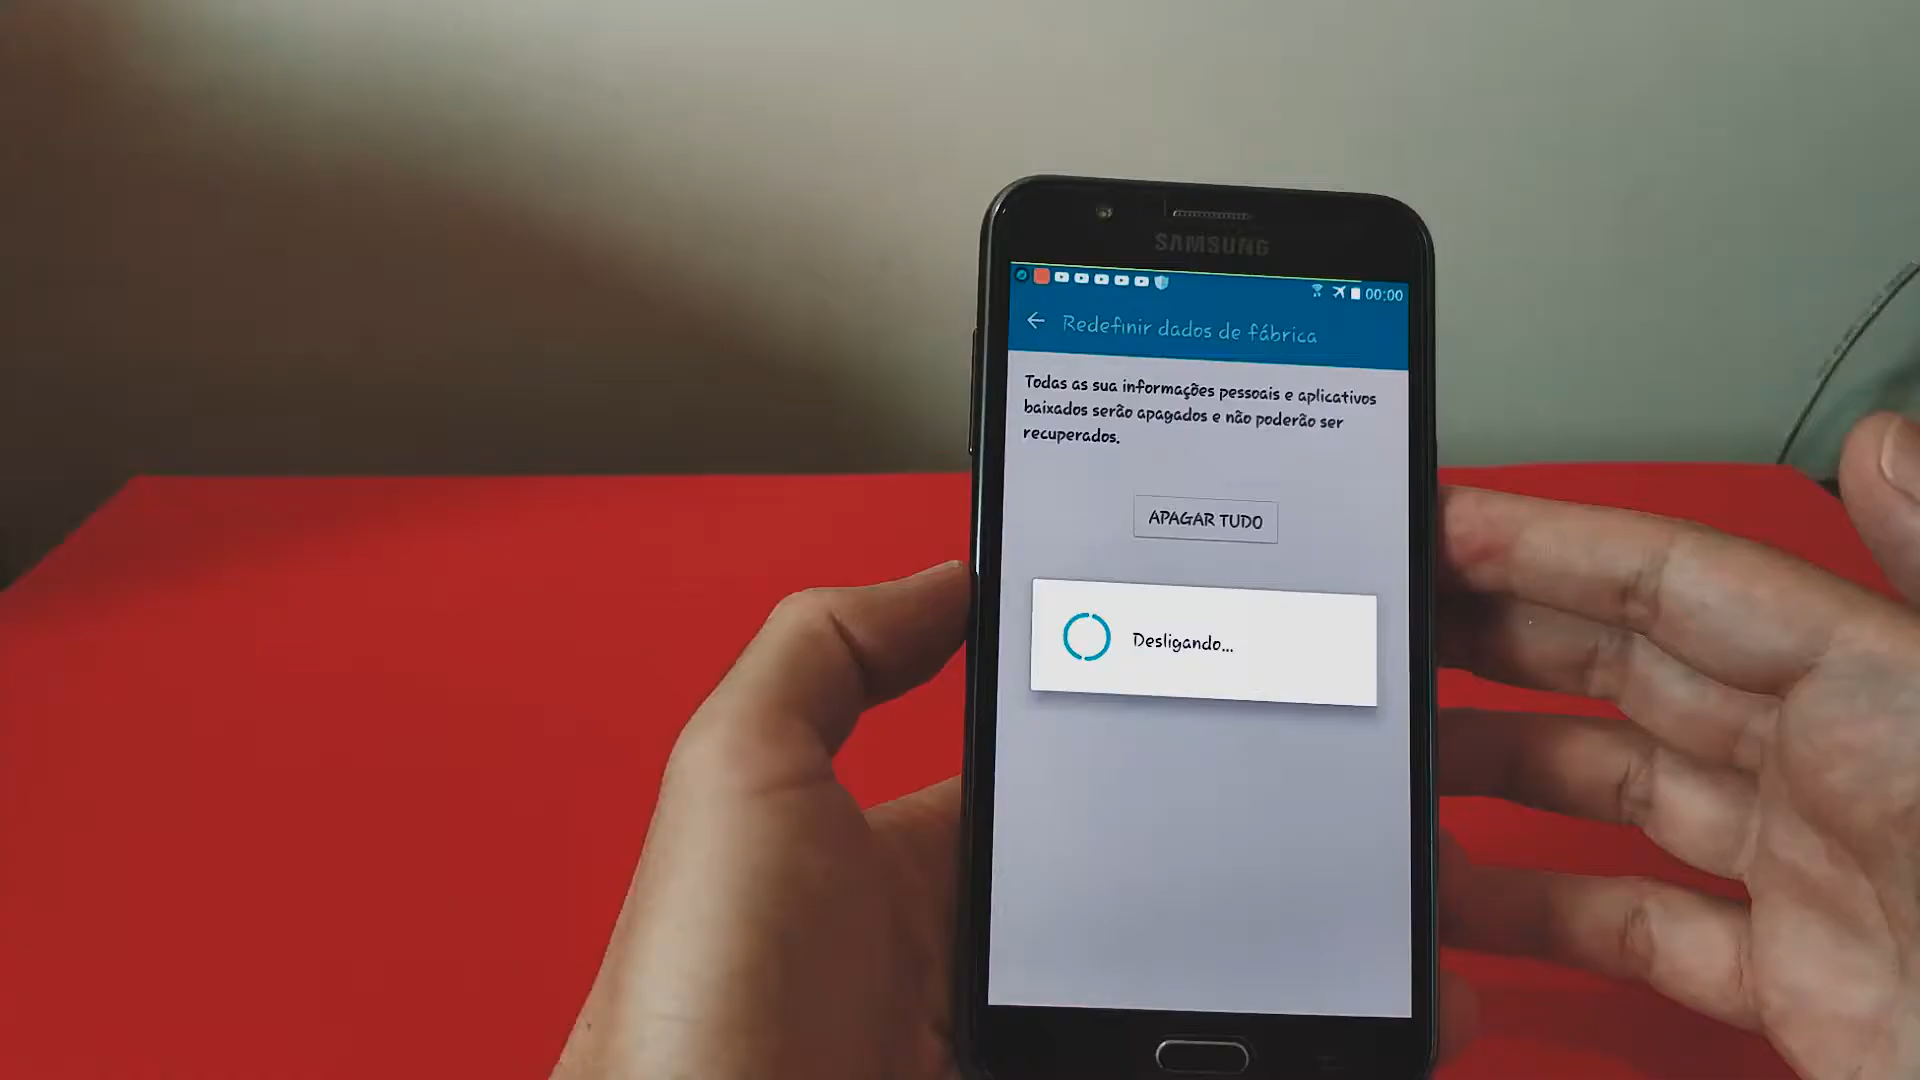 SAMSUNG
00:00
Redefinir dados de fábrica
Todas as sua informações pessoais e aplicativos
baixados serão apagados e não poderão ser
recuperados.
APAGAR TUDO
Desligando...